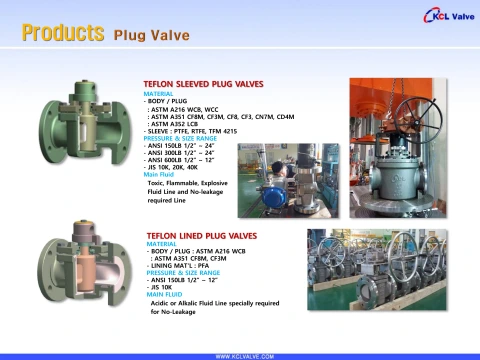 KCL Valve
Products Plug Valve
TEFLON SLEEVED PLUG VALVES
MATERIAL
- BODY / PLUG
: ASTM A216 WCB, WCC
: ASTM A351 CF8M, CF3M, CF8, CF3, CN7M, CD4M
: ASTM A352 LCB
- SLEEVE : PTFE, RTFE, TFM 4215
PRESSURE & SIZE RANGE
- ANSI 150LB 1/2" ~ 24"
- ANSI 300LB 1/2" ~ 24"
- ANSI 600LB 1/2" ~ 12"
- JIS 10K, 20K, 40K
Main Fluid
Toxic, Flammable, Explosive
Fluid Line and No-leakage
required Line
TEFLON LINED PLUG VALVES
MATERIAL
- BODY / PLUG : ASTM A216 WCB
: ASTM A351 CF8M, CF3M
- LINING MAT'L : PFA
PRESSURE & SIZE RANGE
- ANSI 150LB 1/2" ~ 12"
- JIS 10K
MAIN FLUID
Acidic or Alkalic Fluid Line specially required
for No-Leakage
WWW.KCLVALVE.COM